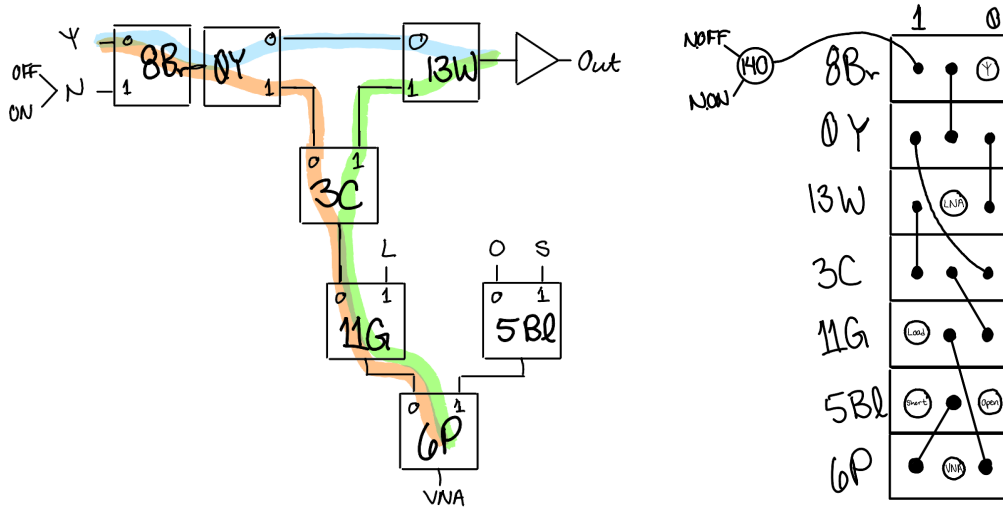 Y 0 8Br 0Y 0 0 13W Out
OFF
ON N 1 1 1
0 1
3C
L O S
0 1 0 1
11G 5Bl
0 1
6P
VNA
1 0
N.OFF 140 8Br Y
N.ON
0Y
13W LNA
3C
11G Load
5Bl Short Open
6P VNA